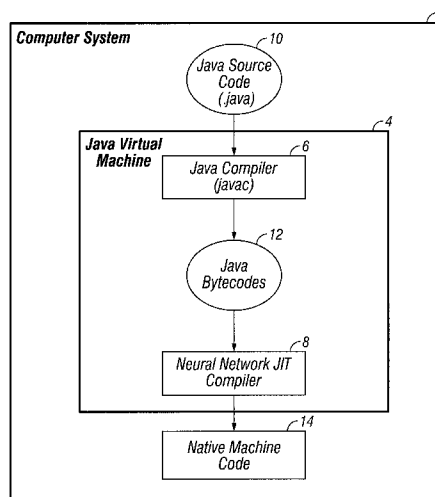 Computer System
10
Java Source
Code
(.java)
4
Java Virtual
Machine
6
Java Compiler
(javac)
12
Java
Bytecodes
8
Neural Network JIT
Compiler
14
Native Machine
Code